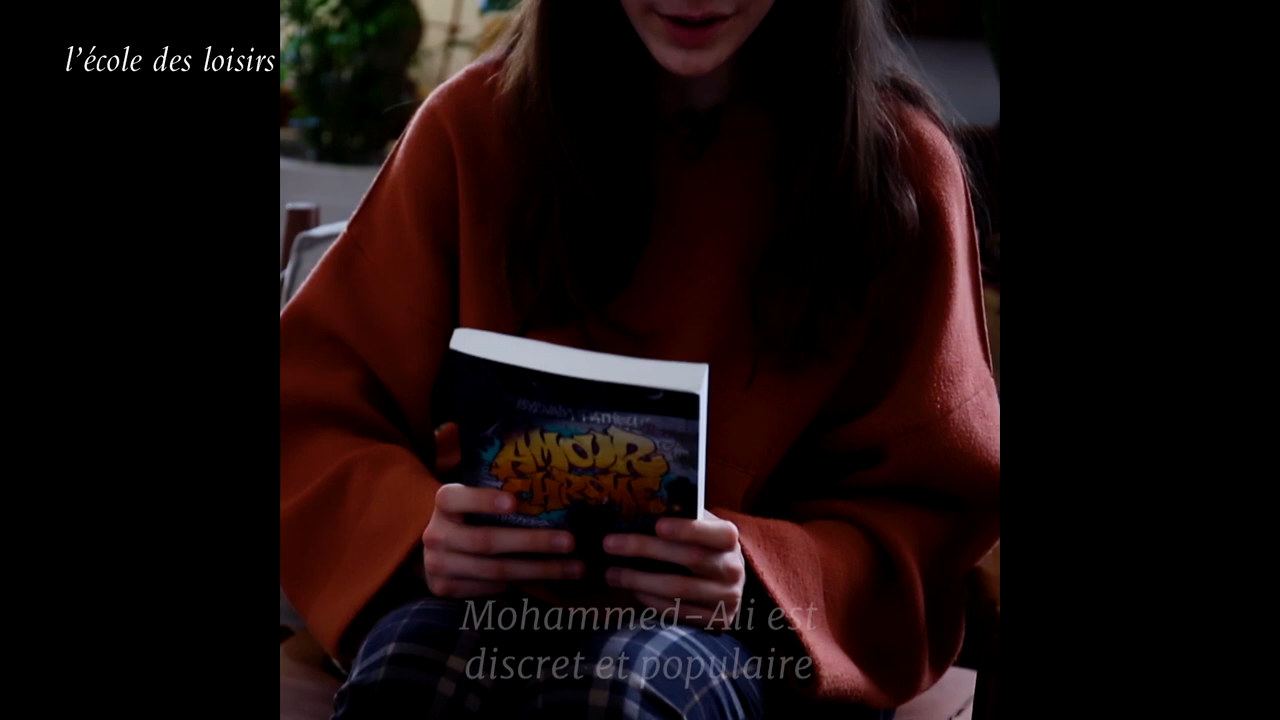 l'école des loisirs
AMOUR
CHROME
Mohammed-Ali est
discret et populaire